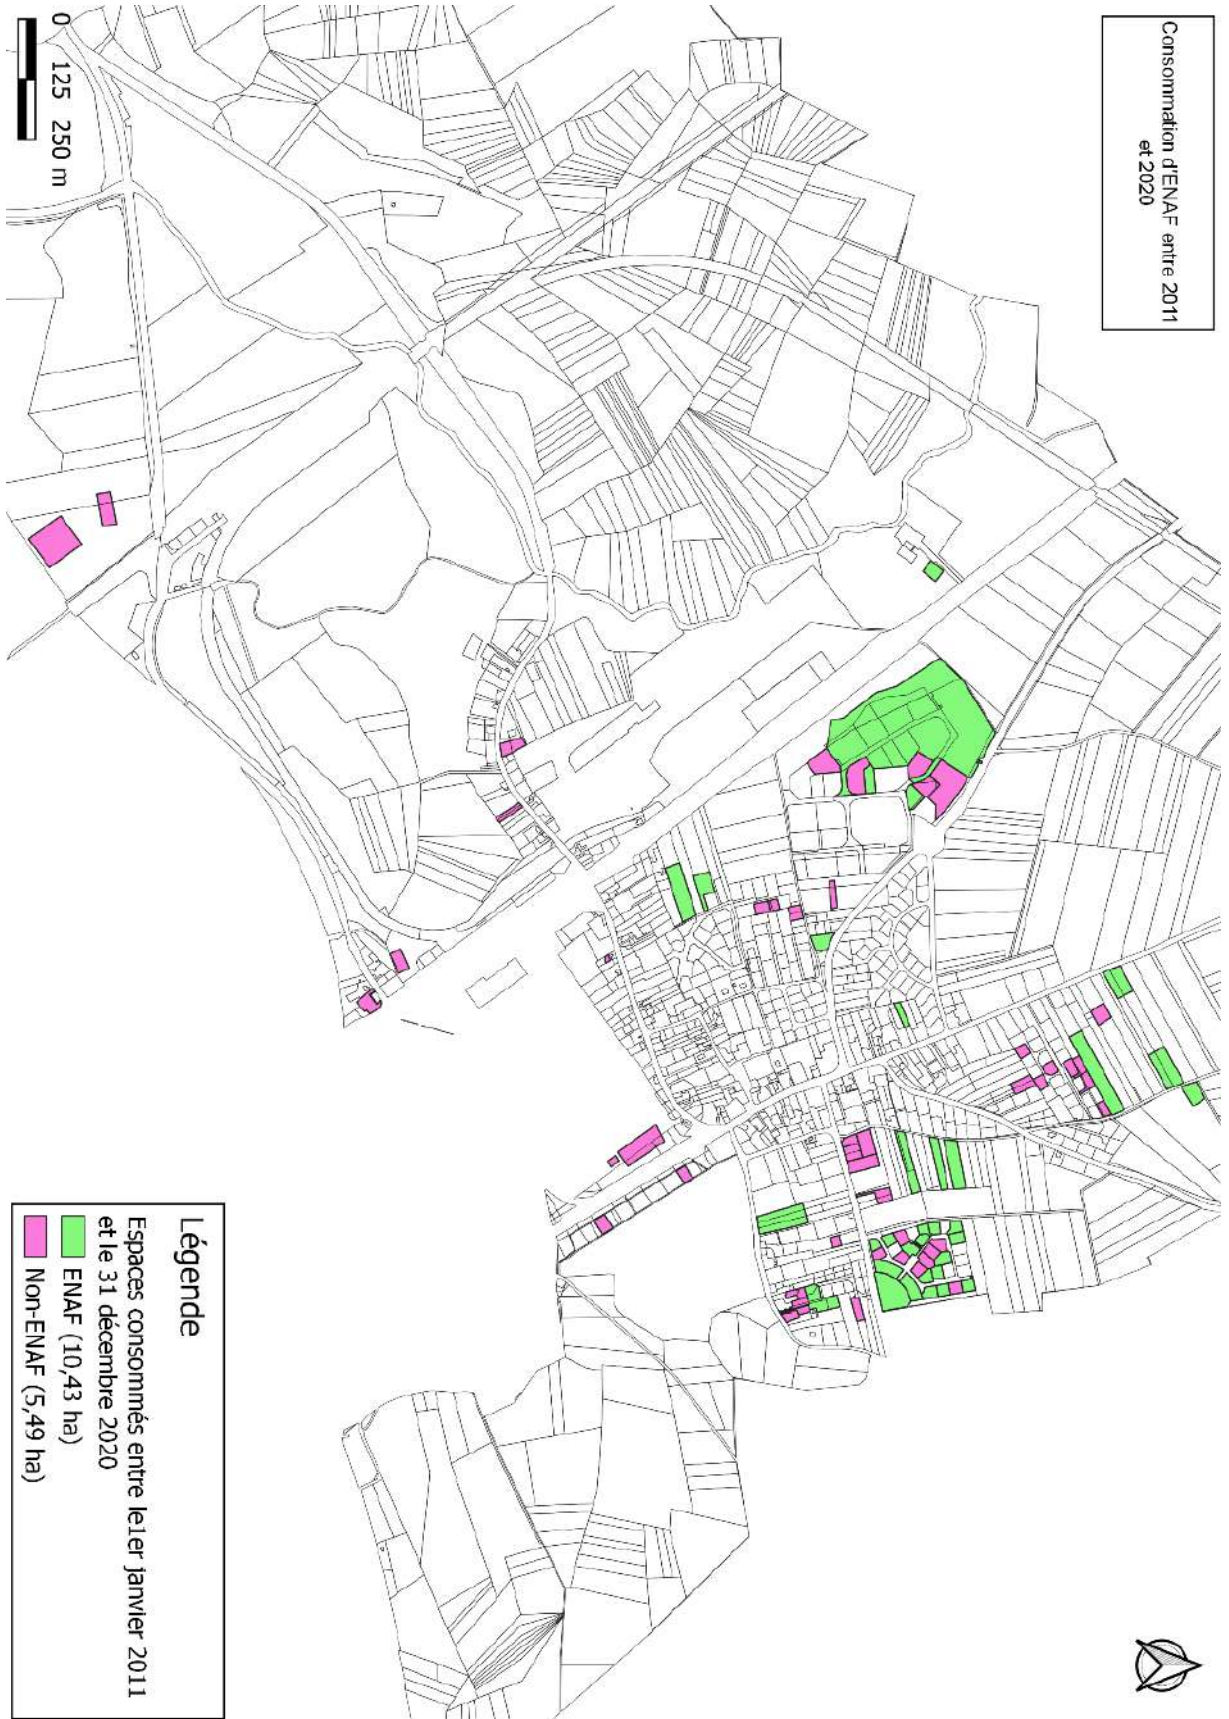 Consommation d'ENAF entre 2011
et 2020
0 125 250 m
Légende
Espaces consommés entre le1er janvier 2011
et le 31 décembre 2020
ENAF (10,43 ha)
Non-ENAF (5,49 ha)